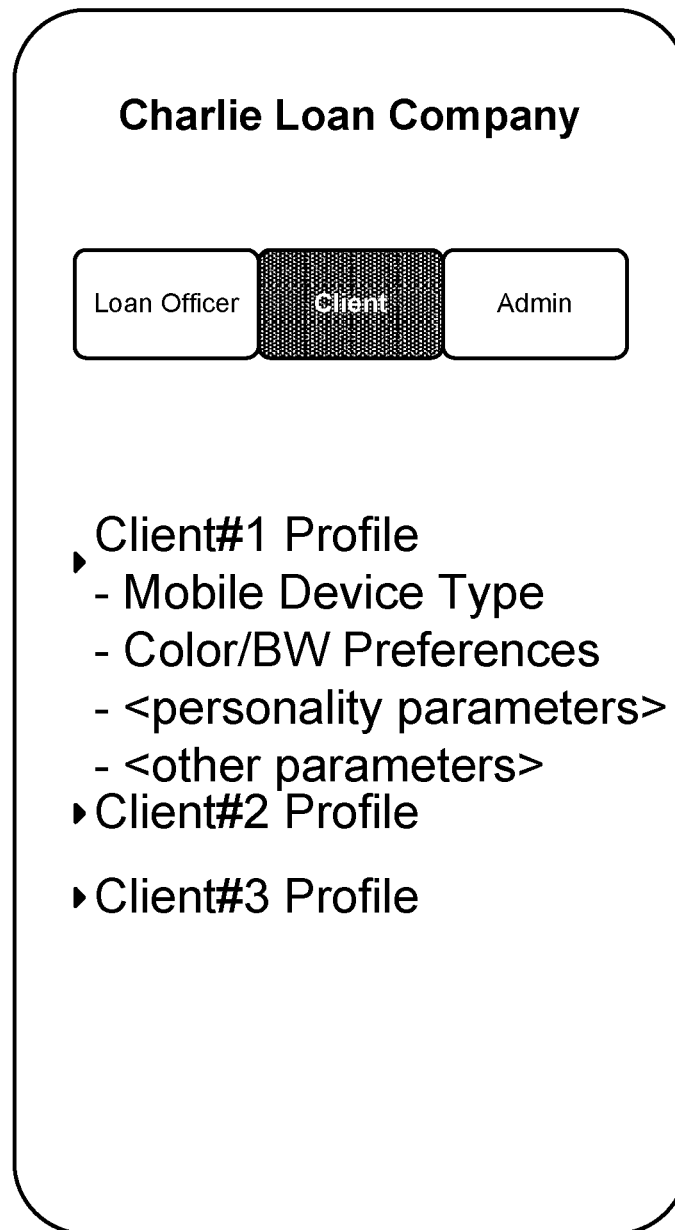 Charlie Loan Company
Loan Officer Client Admin
Client#1 Profile
- Mobile Device Type
- Color/BW Preferences
- <personality parameters>
- <other parameters>
Client#2 Profile
Client#3 Profile